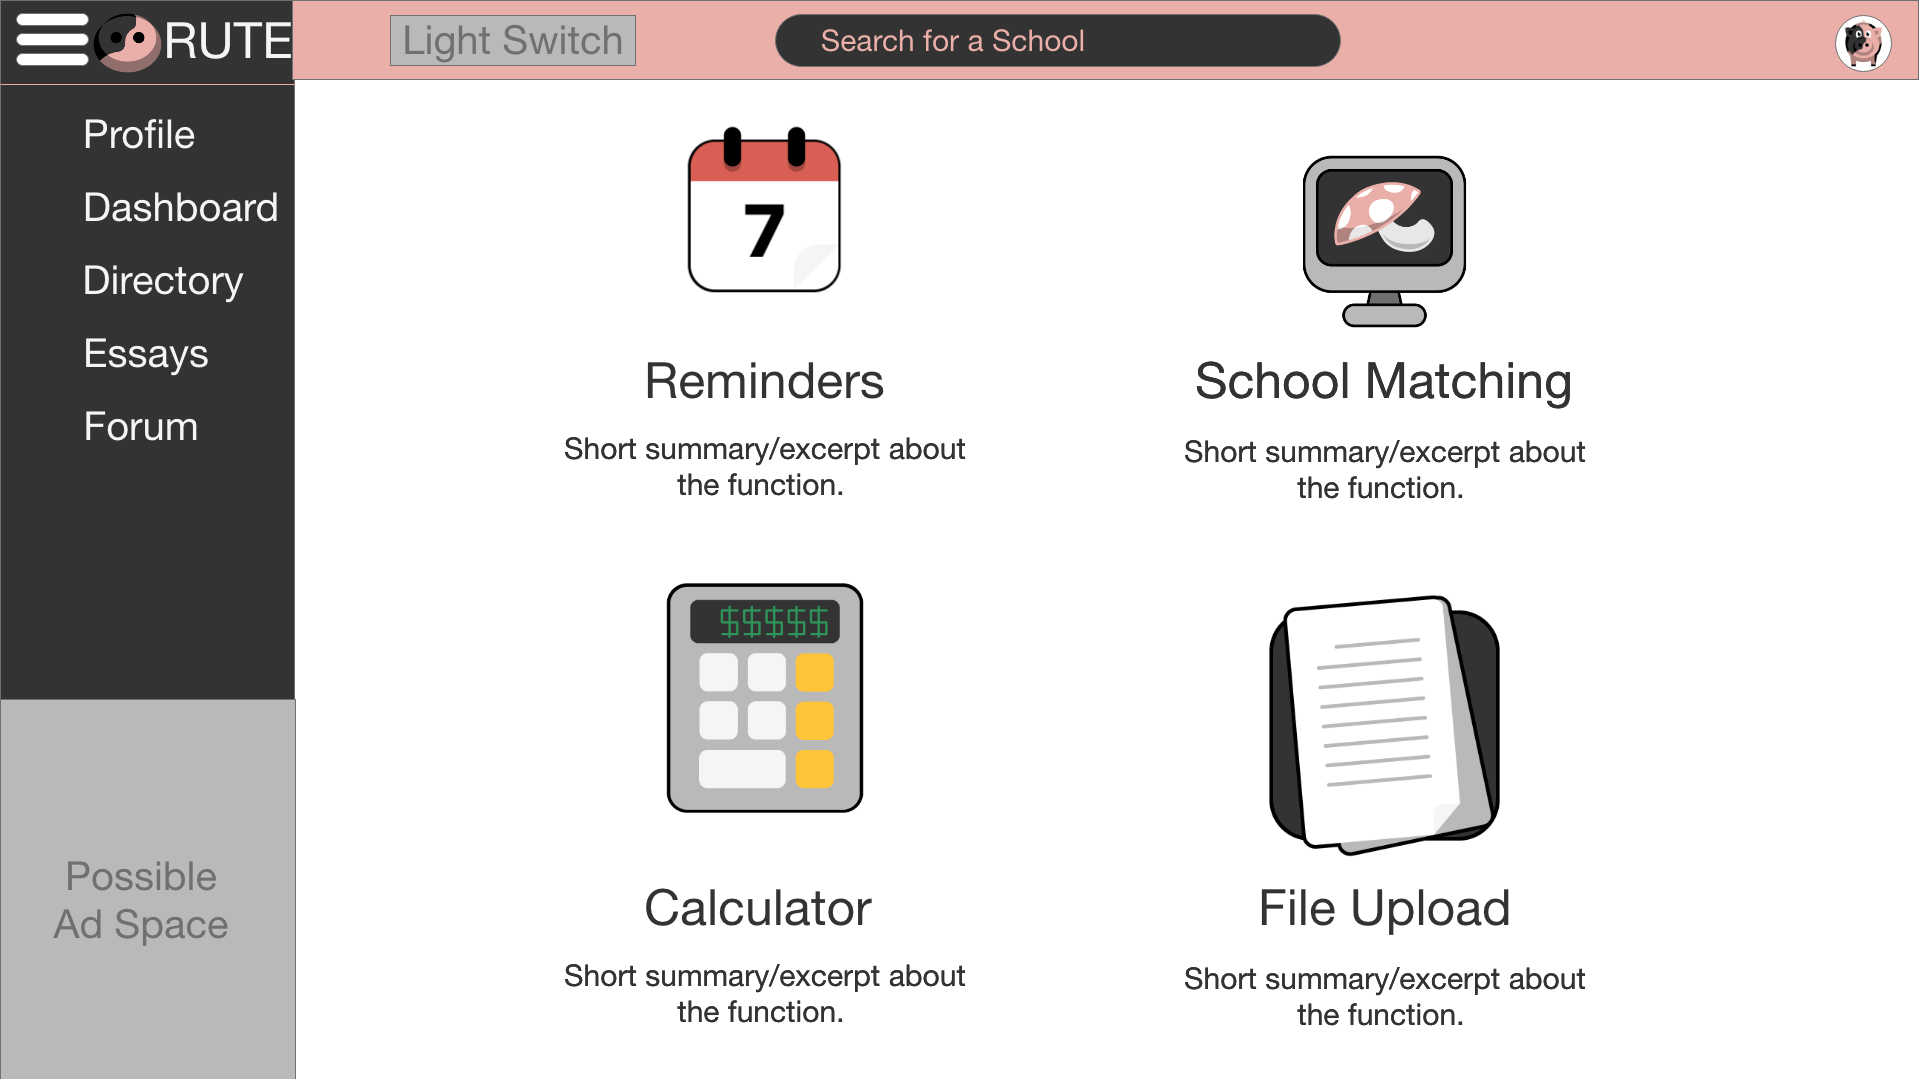 RUTE
Light Switch
Search for a School
Profile
Dashboard
Directory
Essays
Forum
Possible
Ad Space
7
Reminders
Short summary/excerpt about
the function.
School Matching
Short summary/excerpt about
the function.
$$$$$
Calculator
Short summary/excerpt about
the function.
File Upload
Short summary/excerpt about
the function.